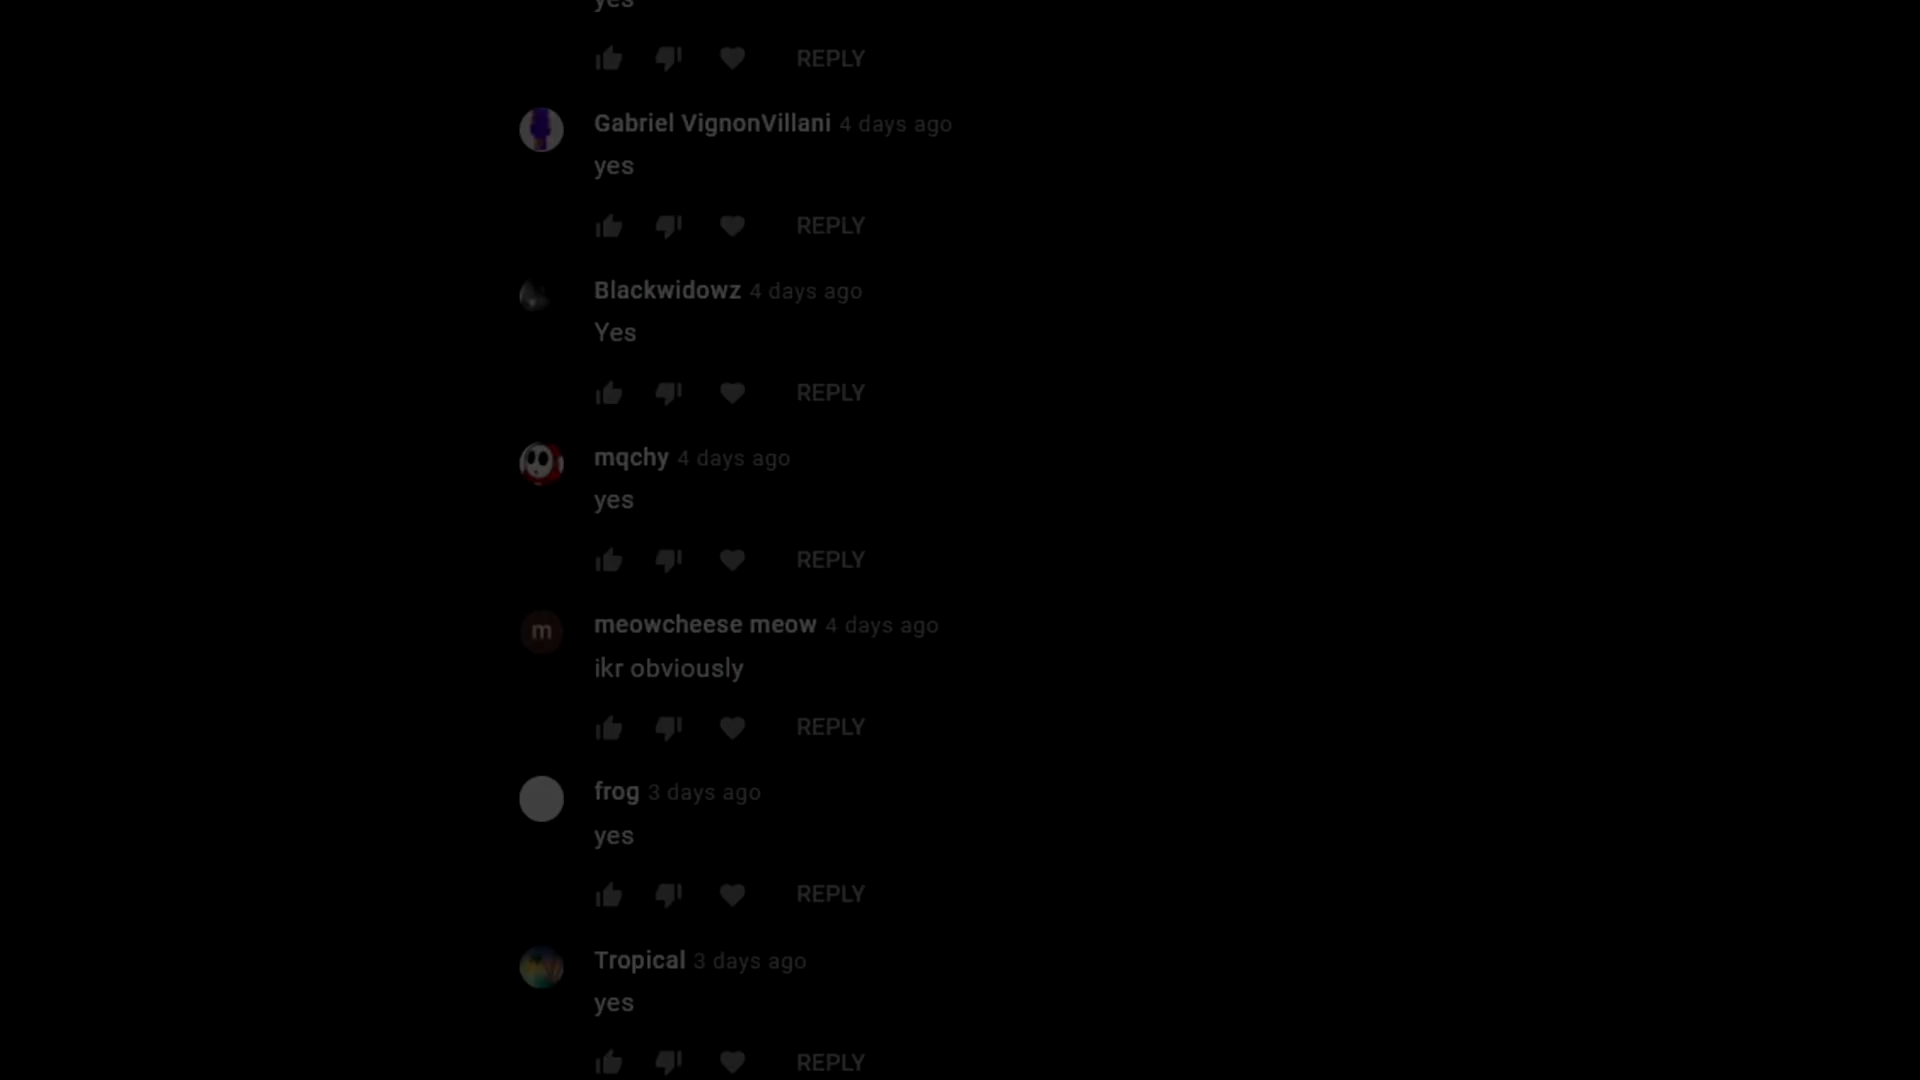 yes
REPLY
Gabriel VignonVillani 4 days ago
yes
REPLY
Blackwidowz 4 days ago
Yes
REPLY
mqchy 4 days ago
yes
REPLY
m
meowcheese meow 4 days ago
ikr obviously
REPLY
frog 3 days ago
yes
REPLY
Tropical 3 days ago
yes
REPLY